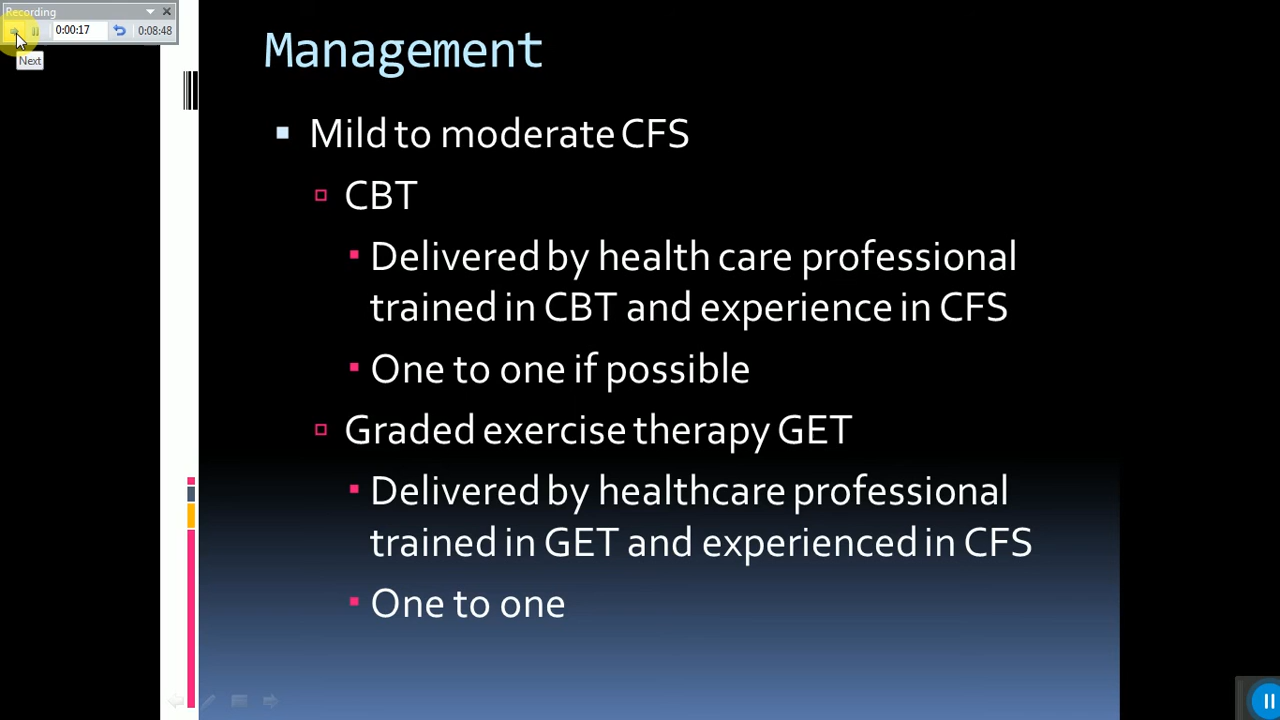 Recording
0:00:17
0:08:48
Next
Management
Mild to moderate CFS
CBT
Delivered by health care professional
trained in CBT and experience in CFS
One to one if possible
Graded exercise therapy GET
Delivered by healthcare professional
trained in GET and experienced in CFS
One to one